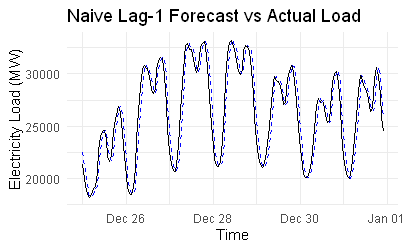 Naive Lag-1 Forecast vs Actual Load
Electricity Load (MW)
30000
25000
20000
Dec 26
Dec 28
Dec 30
Jan 01
Time